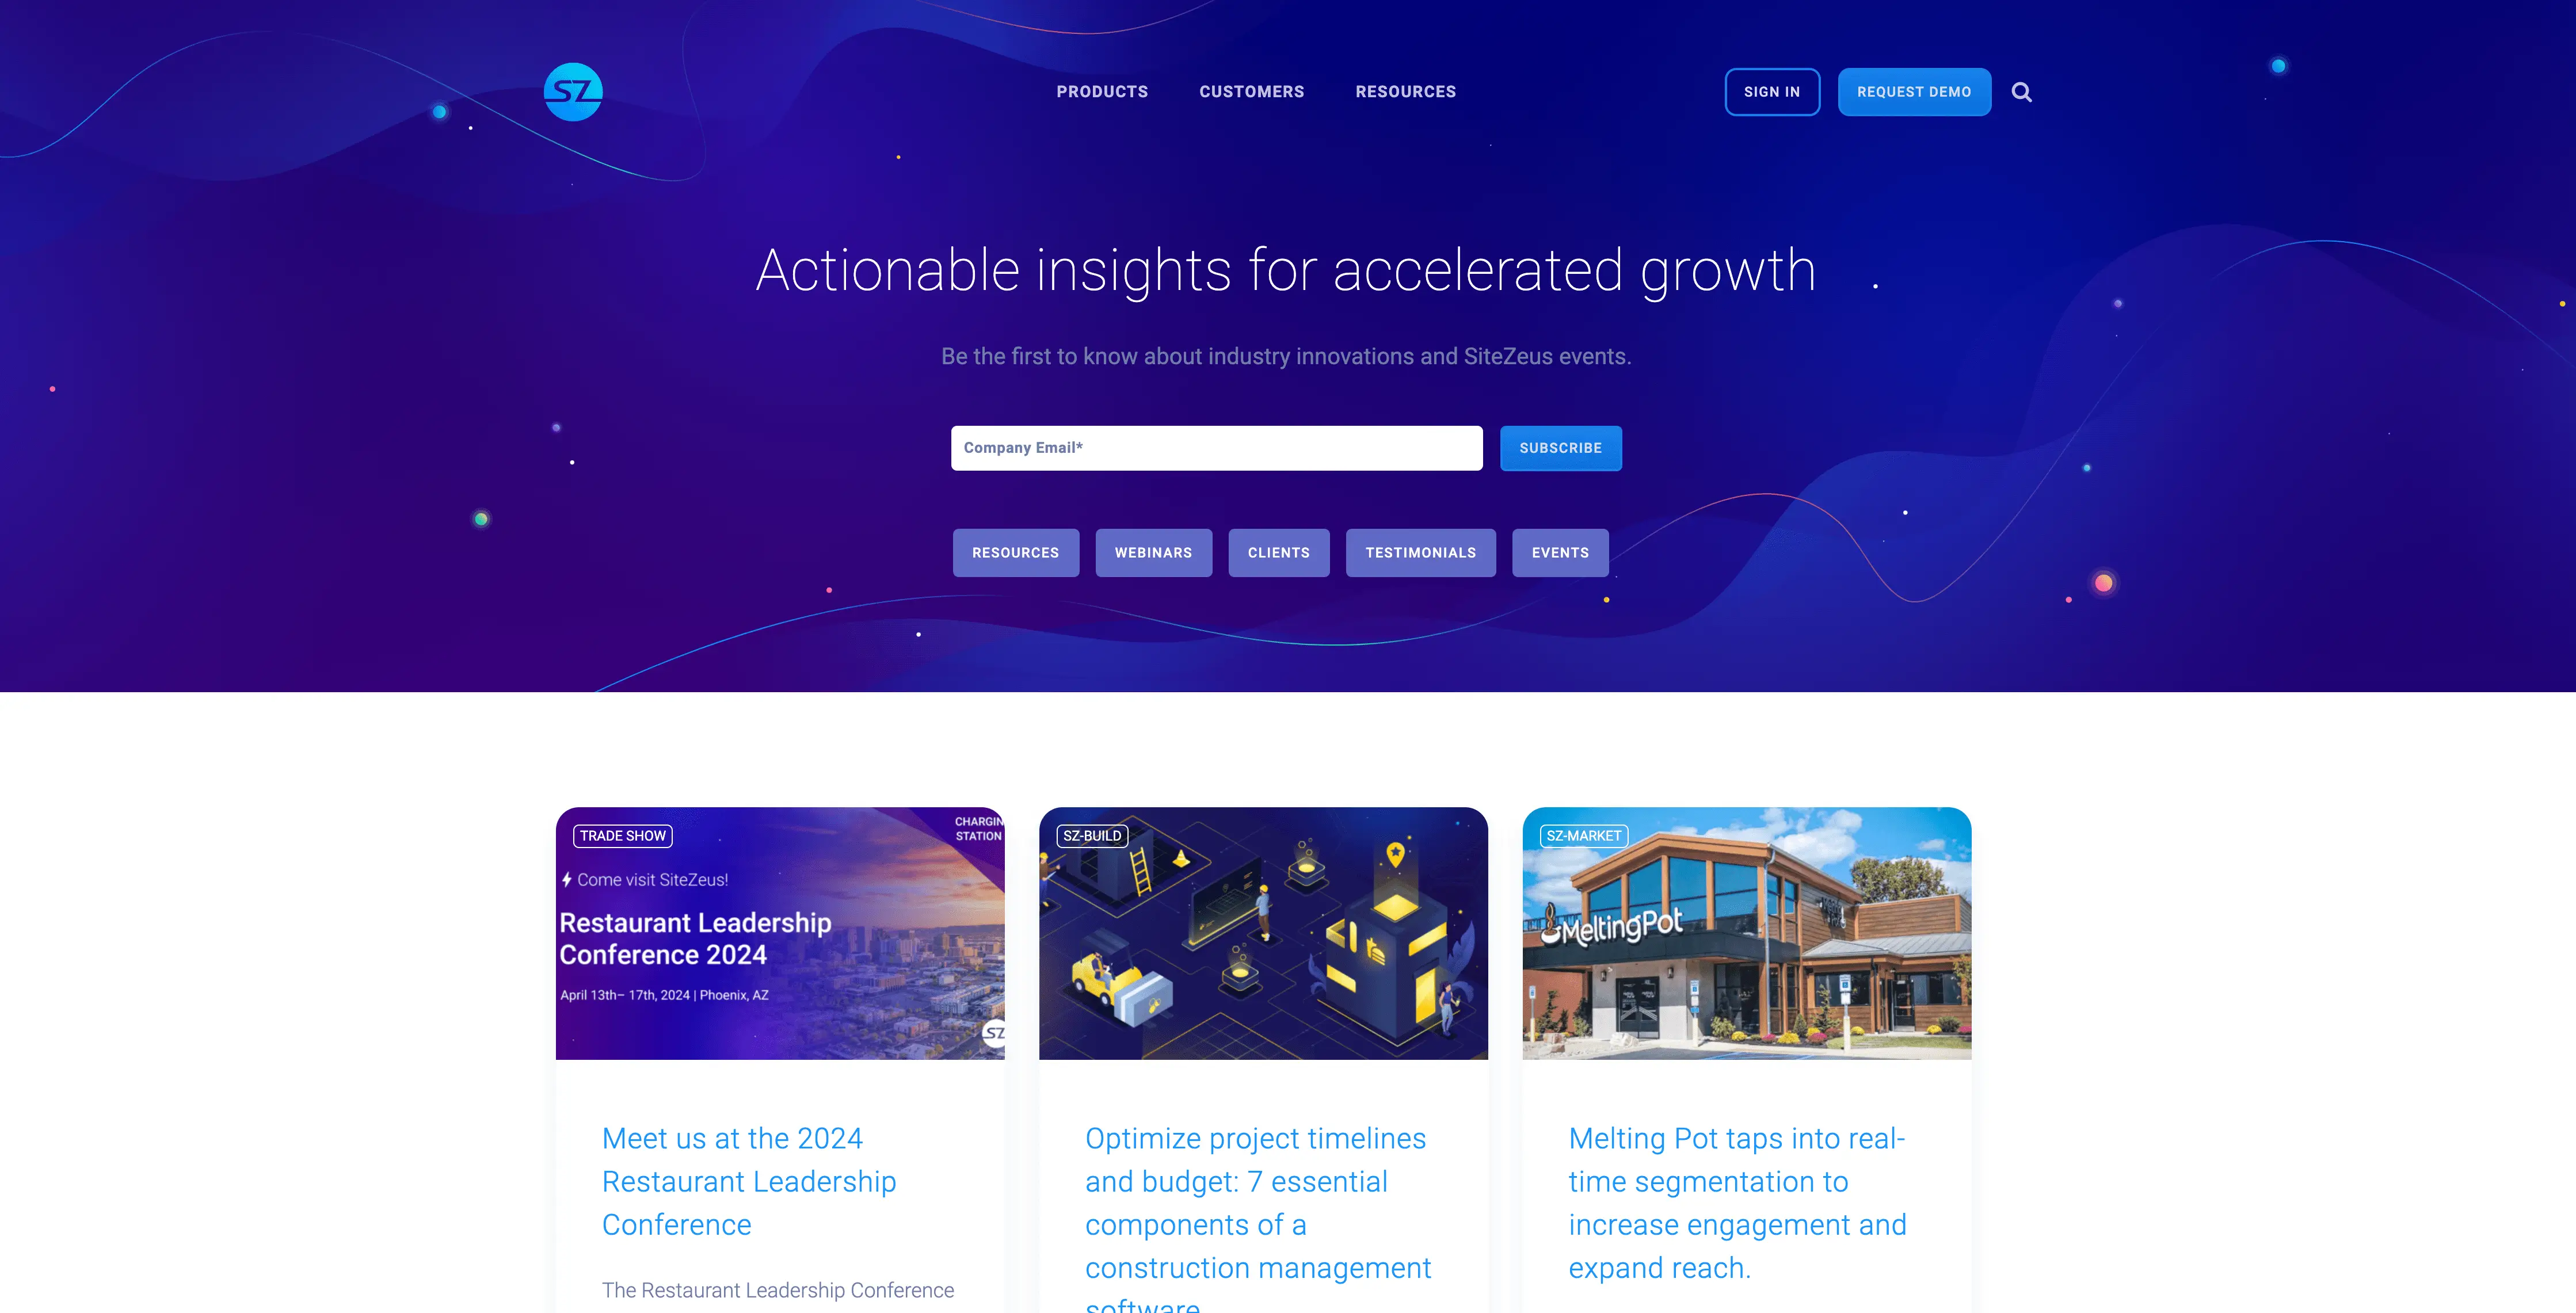 SZ
PRODUCTS
CUSTOMERS
RESOURCES
SIGN IN
REQUEST DEMO
Actionable insights for accelerated growth
Be the first to know about industry innovations and SiteZeus events.
Company Email*
SUBSCRIBE
RESOURCES
WEBINARS
CLIENTS
TESTIMONIALS
EVENTS
TRADE SHOW
CHARGIN
STATION
Come visit SiteZeus!
Restaurant Leadership
Conference 2024
April 13th– 17th, 2024 | Phoenix, AZ
SZ
Meet us at the 2024
Restaurant Leadership
Conference
The Restaurant Leadership Conference
SZ-BUILD
Optimize project timelines
and budget: 7 essential
components of a
construction management
software
SZ-MARKET
MeltingPot
Melting Pot taps into real-
time segmentation to
increase engagement and
expand reach.